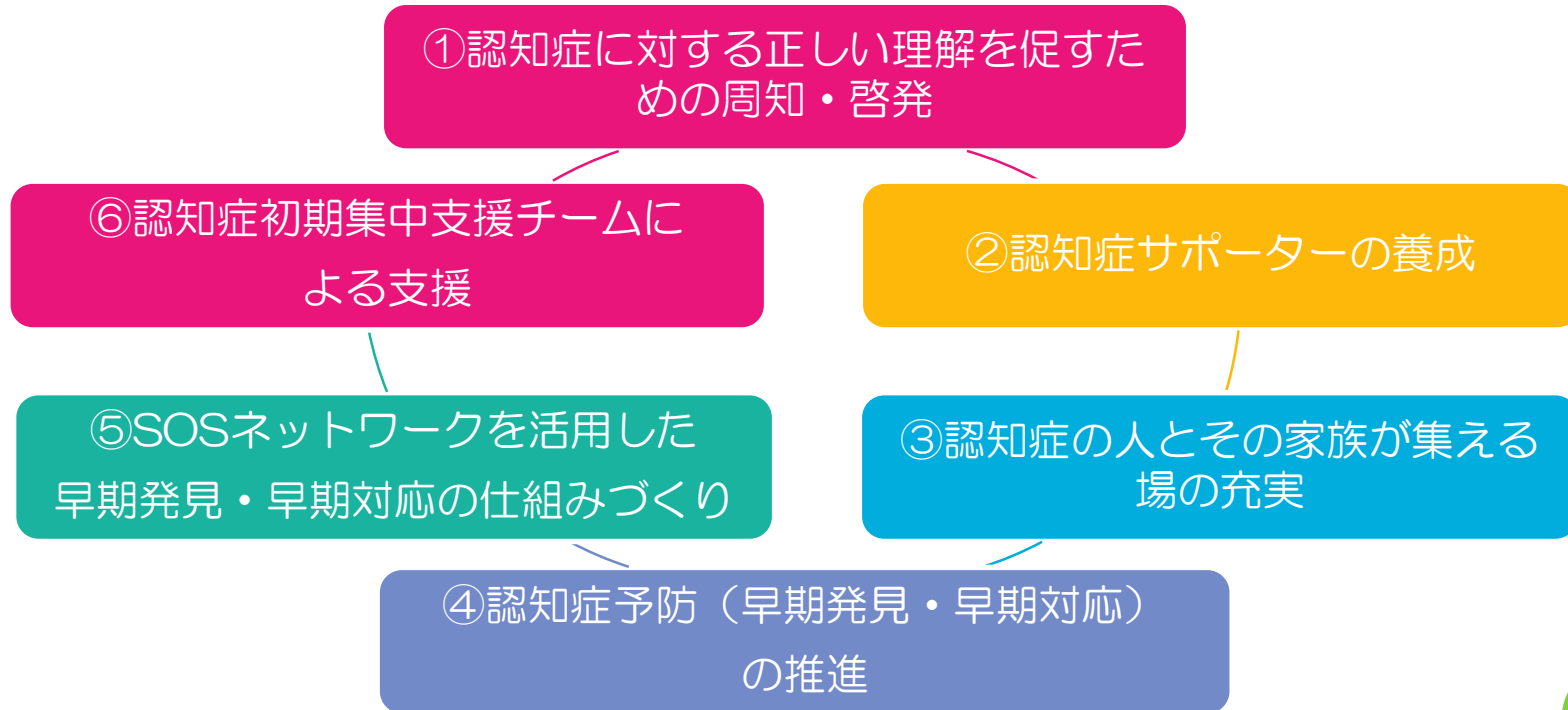 ①認知症に対する正しい理解を促すた
めの周知・啓発
②認知症サポーターの養成
③認知症の人とその家族が集える
場の充実
④認知症予防（早期発見・早期対応）
の推進
⑤SOSネットワークを活用した
早期発見・早期対応の仕組みづくり
⑥認知症初期集中支援チームに
よる支援